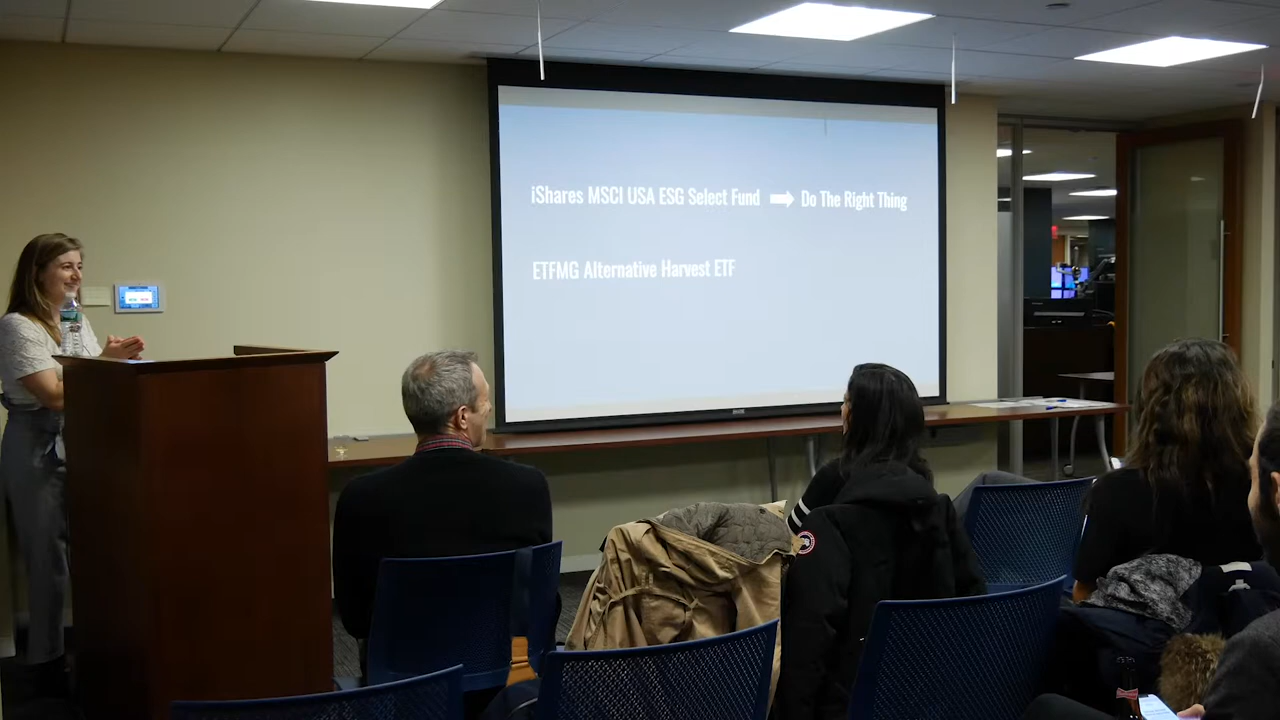 iShares MSCI USA ESG Select Fund ➡ Do The Right Thing
ETFMG Alternative Harvest ETF